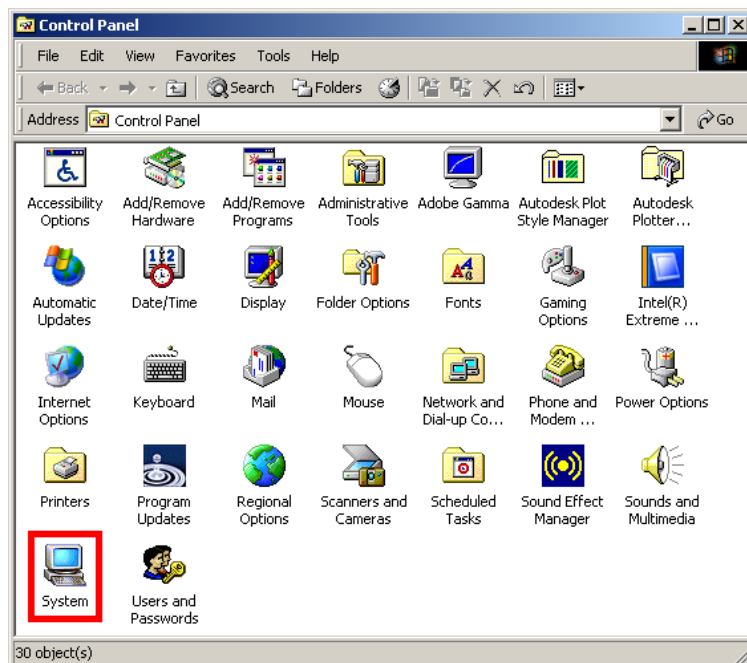 Control Panel
File Edit View Favorites Tools Help
Back Search Folders
Address Control Panel Go
Accessibility Options
Add/Remove Hardware
Add/Remove Programs
Administrative Tools
Adobe Gamma
Autodesk Plot Style Manager
Autodesk Plotter...
Automatic Updates
Date/Time
Display
Folder Options
Fonts
Gaming Options
Intel(R) Extreme ...
Internet Options
Keyboard
Mail
Mouse
Network and Dial-up Co...
Phone and Modem ...
Power Options
Printers
Program Updates
Regional Options
Scanners and Cameras
Scheduled Tasks
Sound Effect Manager
Sounds and Multimedia
System
Users and Passwords
30 object(s)